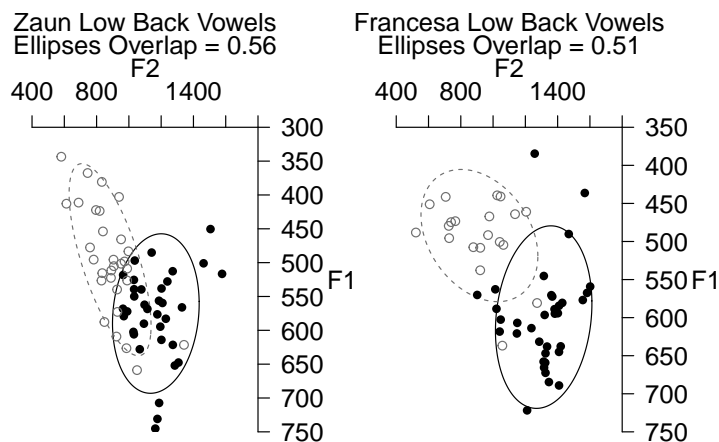 Zaun Low Back Vowels
Ellipses Overlap = 0.56
F2
400 800 1400
300
350
400
450
500
550
600
650
700
750
F1
Francesa Low Back Vowels
Ellipses Overlap = 0.51
F2
400 800 1400
350
400
450
500
550
600
650
700
750
F1